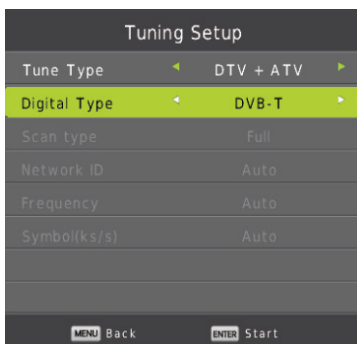 Tuning Setup
Tune Type DTV + ATV
Digital Type DVB-T
Scan type Full
Network ID Auto
Frequency Auto
Symbol(ks/s) Auto
MENU Back ENTER Start